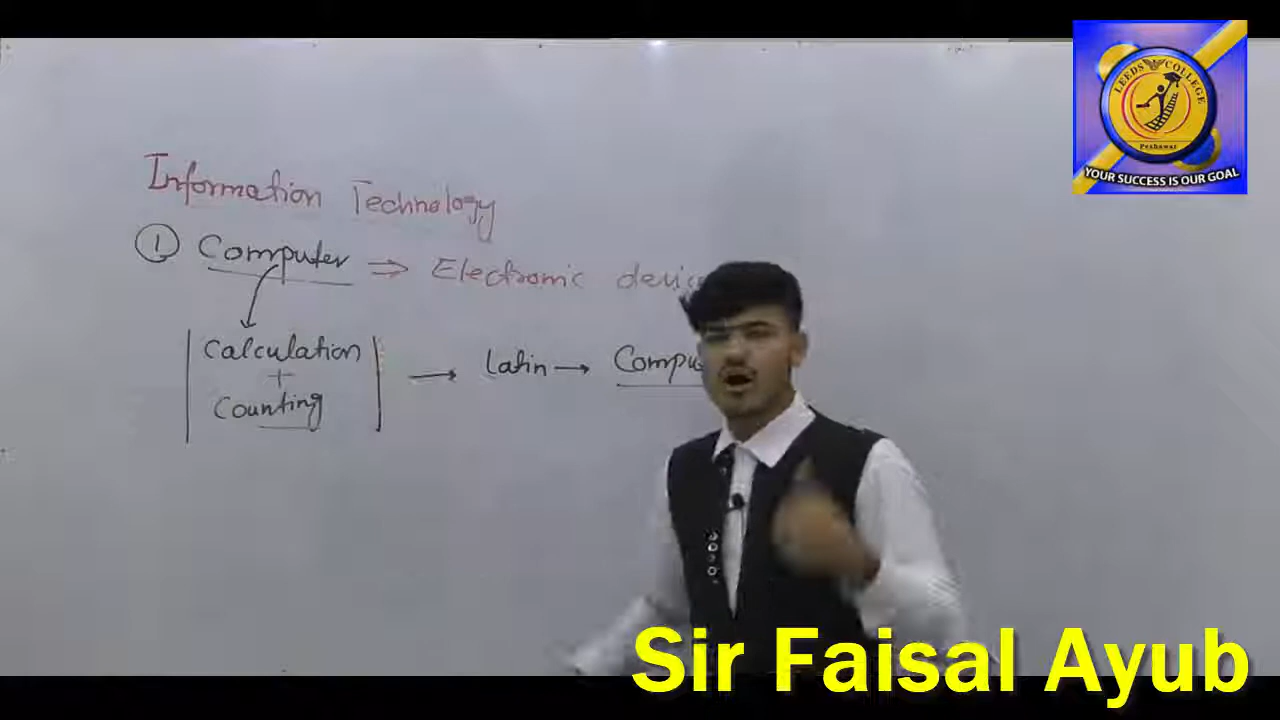 LEEDS COLLEGE
Peshawar
YOUR SUCCESS IS OUR GOAL
Information Technology
1 Computer ⇒ Electronic
Calculation → Latin →
+
Counting
Sir Faisal Ayub